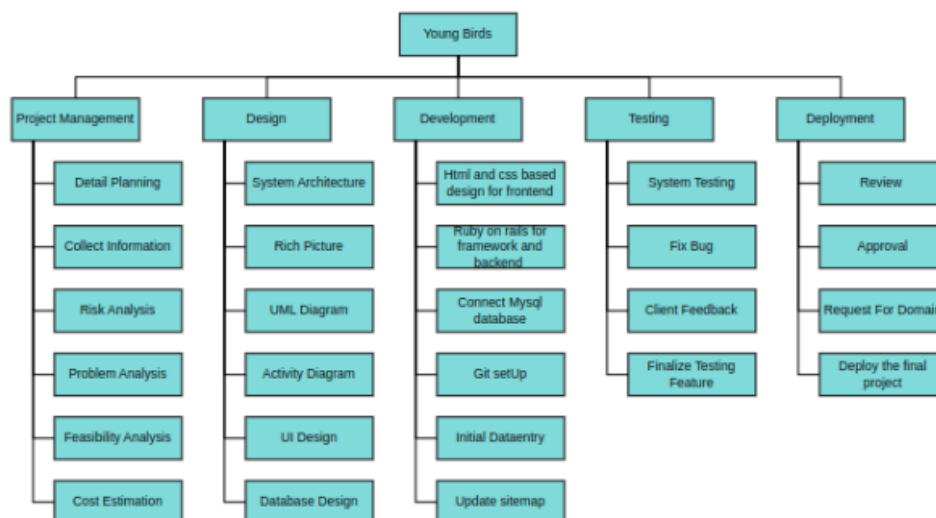 Young Birds
Project Management
Design
Development
Testing
Deployment
Detail Planning
System Architecture
Html and css based
design for frontend
System Testing
Review
Collect Information
Rich Picture
Ruby on rails for
framework and
backend
Fix Bug
Approval
Risk Analysis
UML Diagram
Connect Mysql
database
Client Feedback
Request For Domain
Problem Analysis
Activity Diagram
Git setUp
Finalize Testing
Feature
Deploy the final
project
Feasibility Analysis
UI Design
Initial Dataentry
Cost Estimation
Database Design
Update sitemap